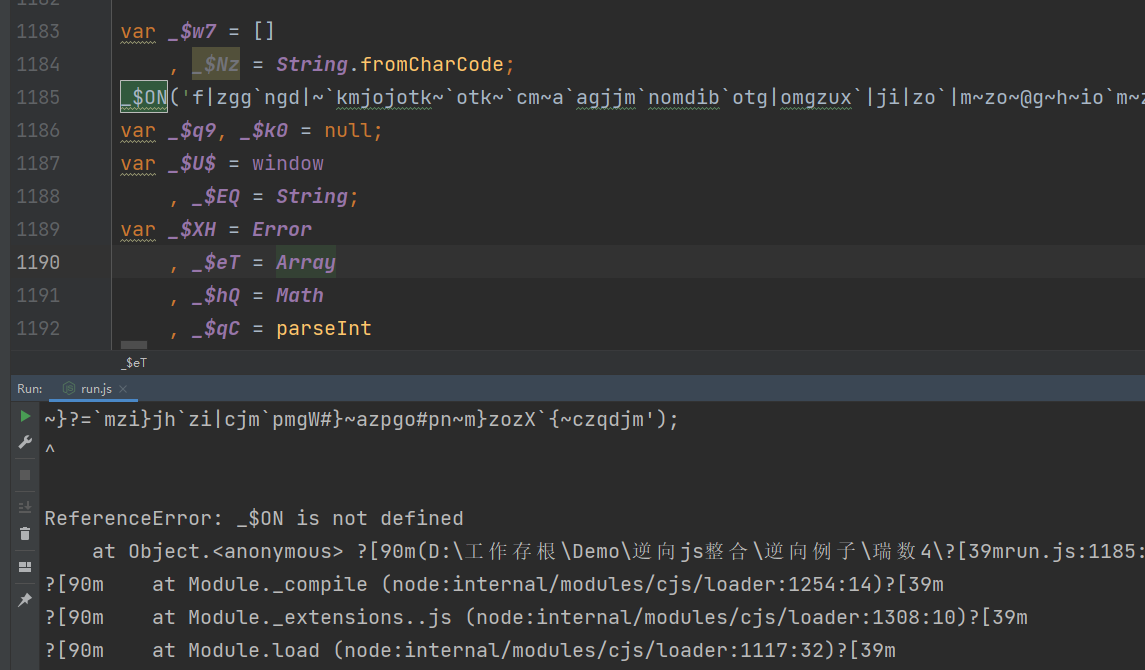 1183 var _$w7 = []
1184 , _$Nz = String.fromCharCode;
1185 _$ON('f|zgg`ngd|~`kmjojotk~`otk~`cm~a`agjjm`nomdib`otg|omgzux`|ji|zo`|m~zo~@g~h~io`m~z
1186 var _$q9, _$k0 = null;
1187 var _$U$ = window
1188 , _$EQ = String;
1189 var _$XH = Error
1190 , _$eT = Array
1191 , _$hQ = Math
1192 , _$qC = parseInt
_$eT
Run: run.js ×
~}?=`mzi}jh`zi|cjm`pmgW#}~azpgo#pn~m}zozX`{~czqdjm');
^
ReferenceError: _$ON is not defined
at Object.<anonymous> ?[90m(D:\工作存根\Demo\逆向js整合\逆向例子\瑞数4\?[39mrun.js:1185:
?[90m at Module._compile (node:internal/modules/cjs/loader:1254:14)?[39m
?[90m at Module._extensions..js (node:internal/modules/cjs/loader:1308:10)?[39m
?[90m at Module.load (node:internal/modules/cjs/loader:1117:32)?[39m